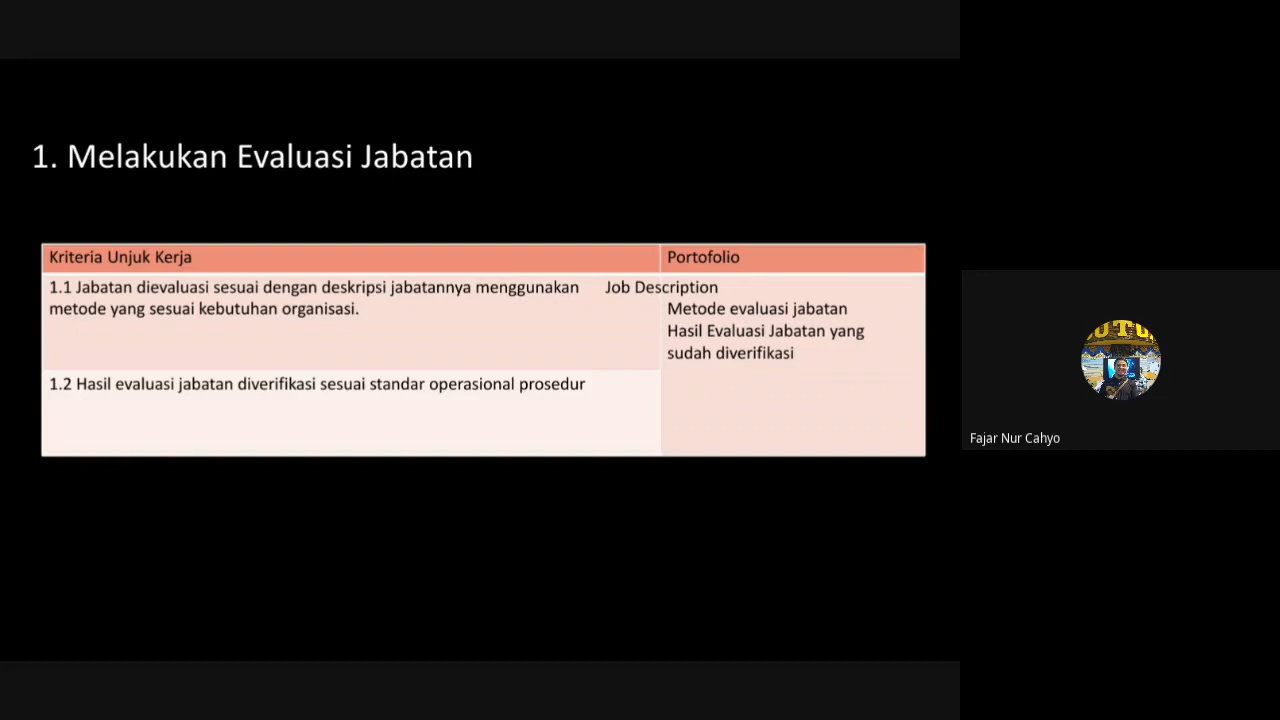 1. Melakukan Evaluasi Jabatan
Kriteria Unjuk Kerja
Portofolio
1.1 Jabatan dievaluasi sesuai dengan deskripsi jabatannya menggunakan
metode yang sesuai kebutuhan organisasi.
Job Description
Metode evaluasi jabatan
Hasil Evaluasi Jabatan yang
sudah diverifikasi
1.2 Hasil evaluasi jabatan diverifikasi sesuai standar operasional prosedur
Fajar Nur Cahyo